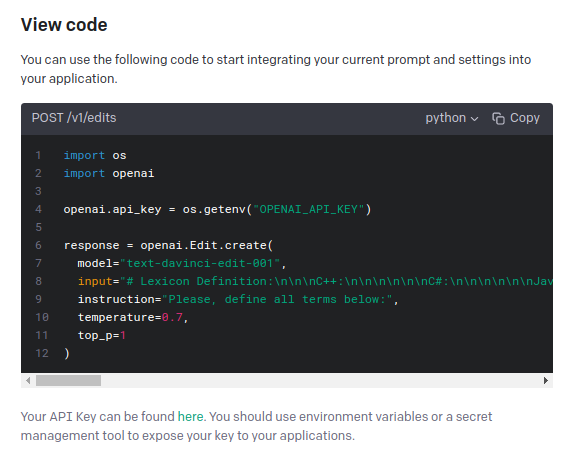 View code
You can use the following code to start integrating your current prompt and settings into
your application.
POST /v1/edits python Copy
1 import os
2 import openai
3
4 openai.api_key = os.getenv("OPENAI_API_KEY")
5
6 response = openai.Edit.create(
7 model="text-davinci-edit-001",
8 input="# Lexicon Definition:\n\n\nC++:\n\n\n\n\n\nC#:\n\n\n\n\n\nJav
9 instruction="Please, define all terms below:",
10 temperature=0.7,
11 top_p=1
12 )
Your API Key can be found here. You should use environment variables or a secret
management tool to expose your key to your applications.